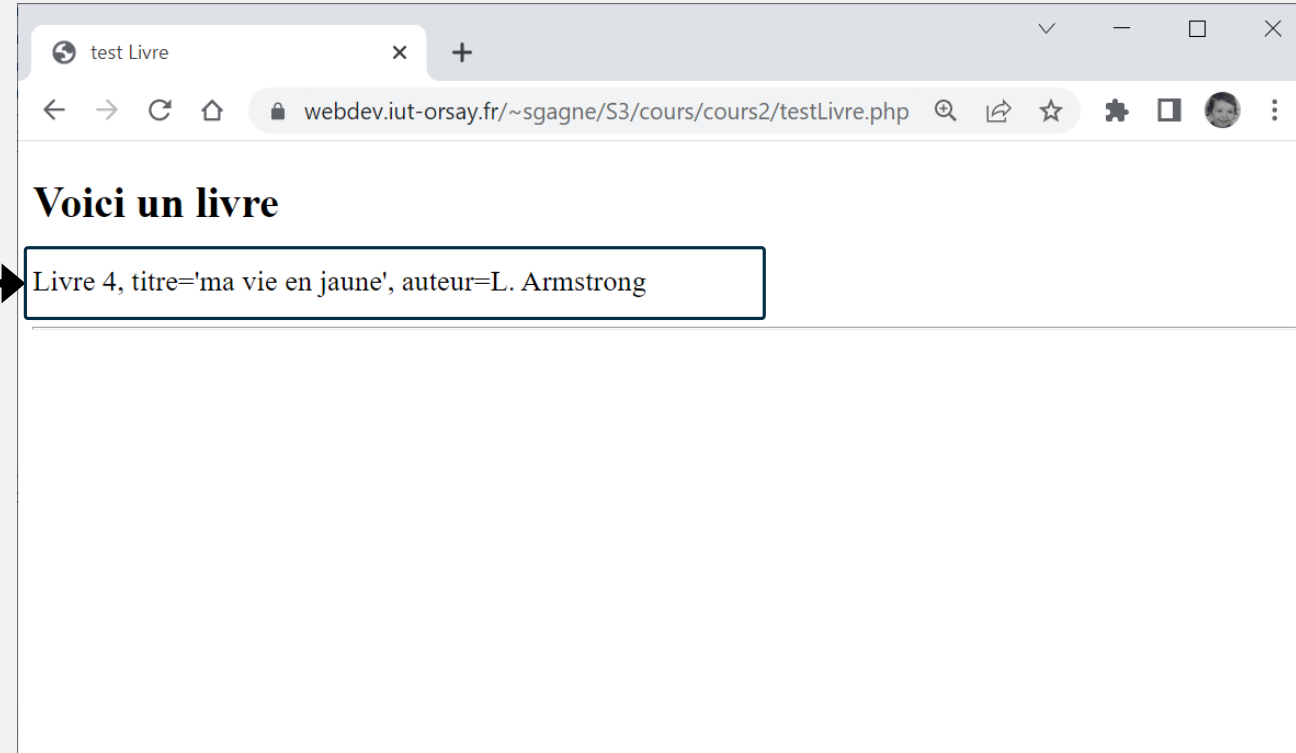 test Livre
webdev.iut-orsay.fr/~sgagne/S3/cours/cours2/testLivre.php
Voici un livre
Livre 4, titre='ma vie en jaune', auteur=L. Armstrong